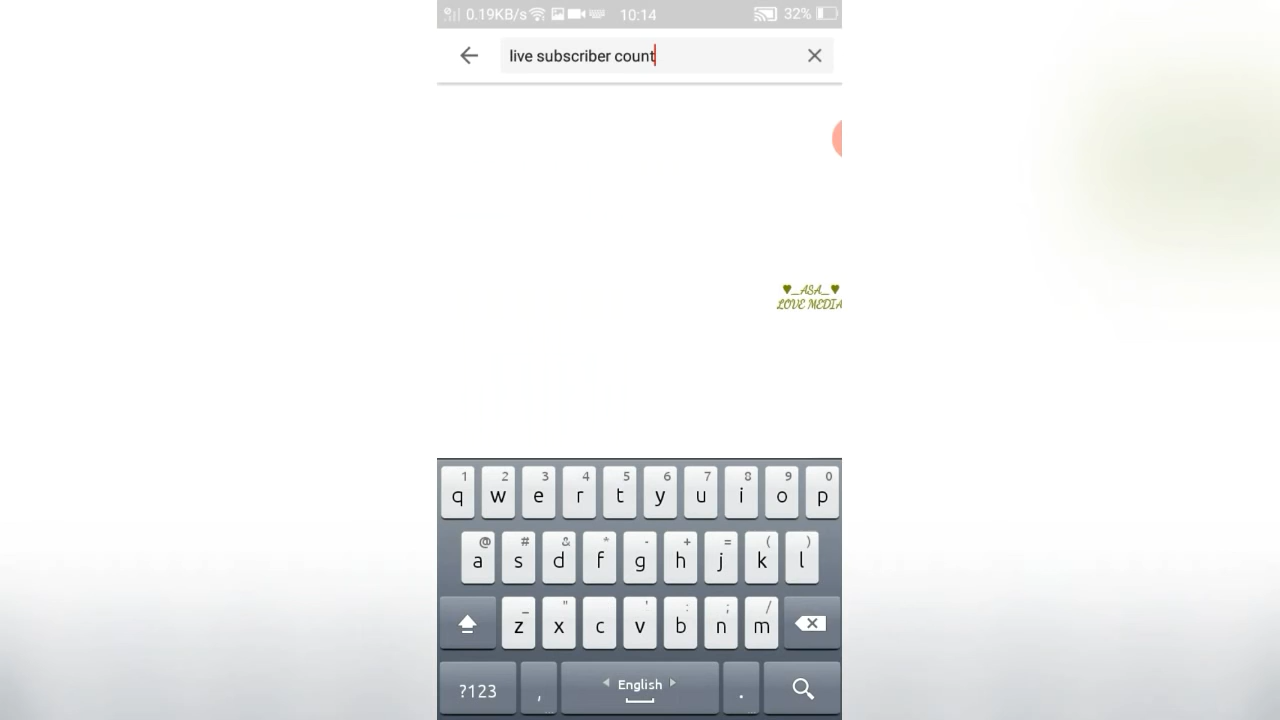 0.19KB/s 10:14 32%
live subscriber count
♥_ASA_♥
LOVE MEDIA
1 2 3 4 5 6 7 8 9 0
q w e r t y u i o p
@ # & * - + = ( )
a s d f g h j k l
_ " ' : ; /
z x c v b n m
?123 , English .